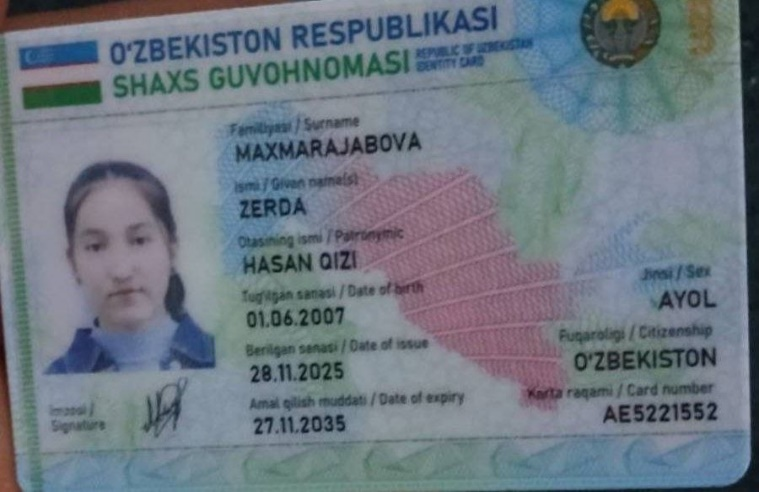 O'ZBEKISTON RESPUBLIKASI
SHAXS GUVOHNOMASI REPUBLIC OF UZBEKISTAN IDENTITY CARD
Familiyasi / Surname
MAXMARAJABOVA
Ismi / Given name(s)
ZERDA
Otasining ismi / Patronymic
HASAN QIZI
Tug'ilgan sanasi / Date of birth
01.06.2007
Jinsi / Sex
AYOL
Berilgan sanasi / Date of issue
28.11.2025
Fuqaroligi / Citizenship
O'ZBEKISTON
Amal qilish muddati / Date of expiry
27.11.2035
Karta raqami / Card number
AE5221552
Imzosi /
Signature